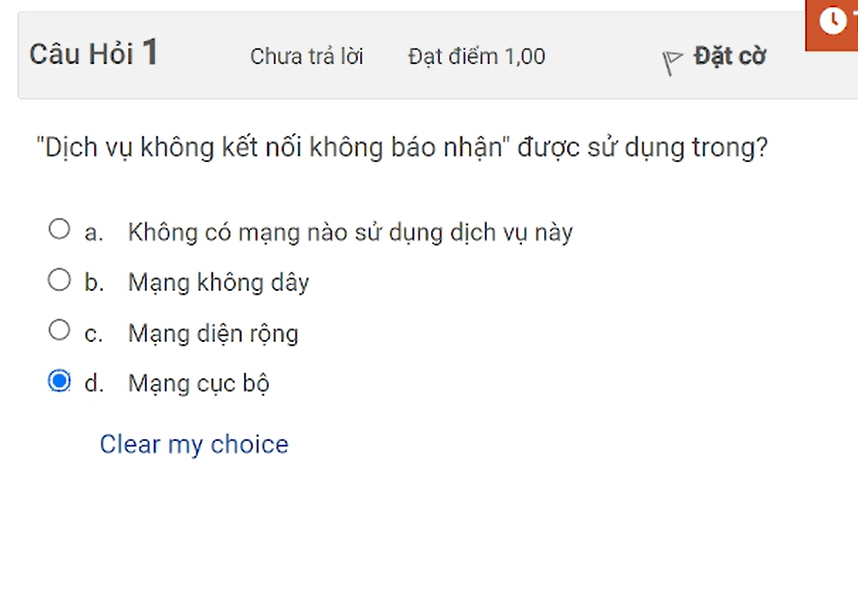 Câu Hỏi 1 Chưa trả lời Đạt điểm 1,00 Đặt cờ
"Dịch vụ không kết nối không báo nhận" được sử dụng trong?
a. Không có mạng nào sử dụng dịch vụ này
b. Mạng không dây
c. Mạng diện rộng
d. Mạng cục bộ
Clear my choice